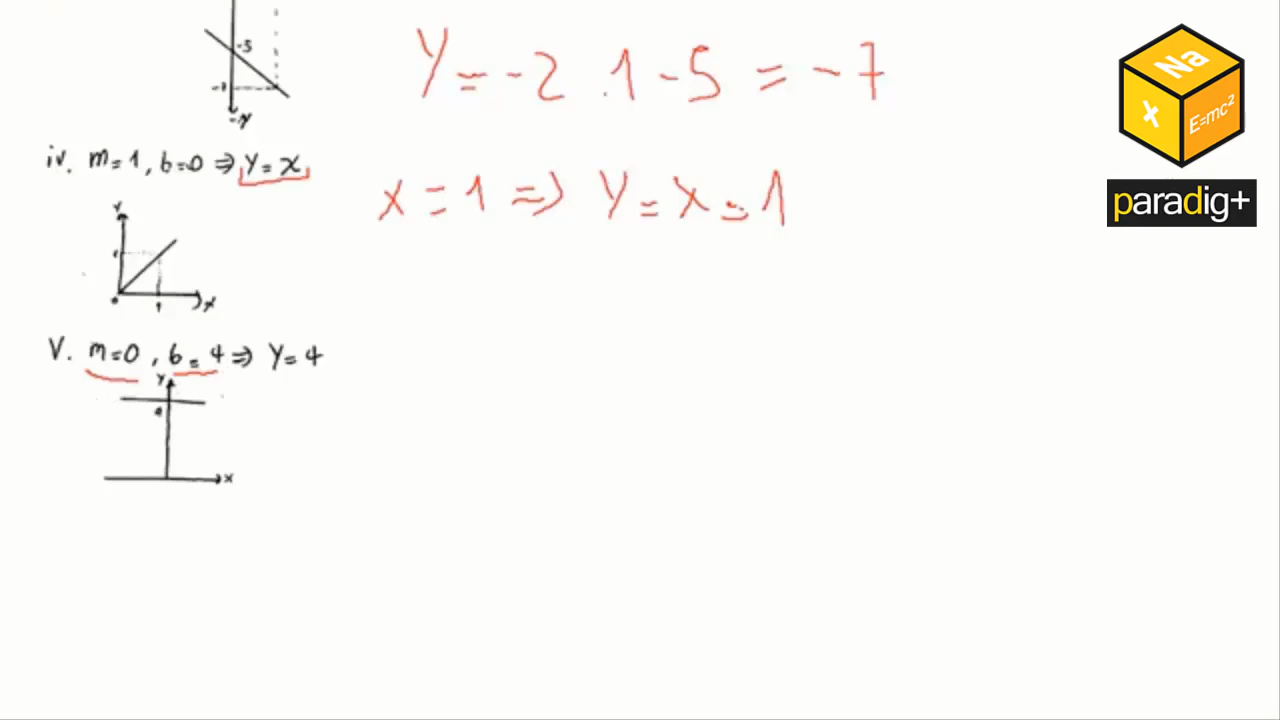 -5
Y = -2 . 1 - 5 = -7
-7
-y
iv. m=1, b=0 ⇒ Y=x
x = 1 ⇒ Y = x = 1
Y
1
0 1 x
V. m=0, b=4 ⇒ Y=4
Y
4
x
Na
x E=mc²
paradig+